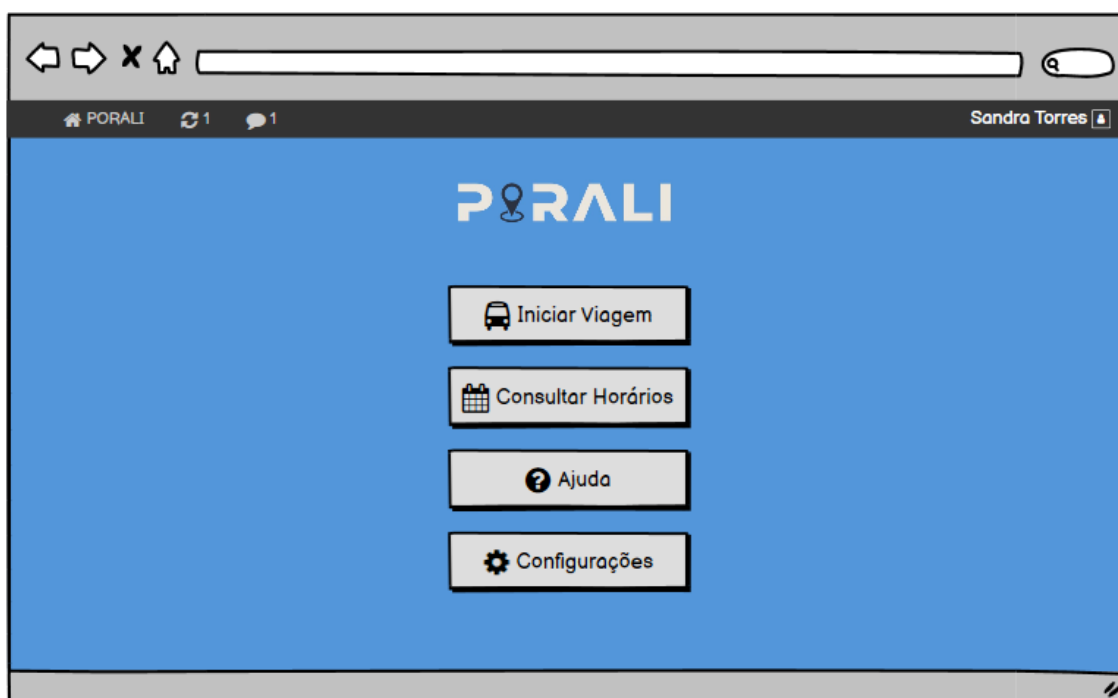 PORALI 1 1 Sandra Torres
PORALI
Iniciar Viagem
Consultar Horários
Ajuda
Configurações